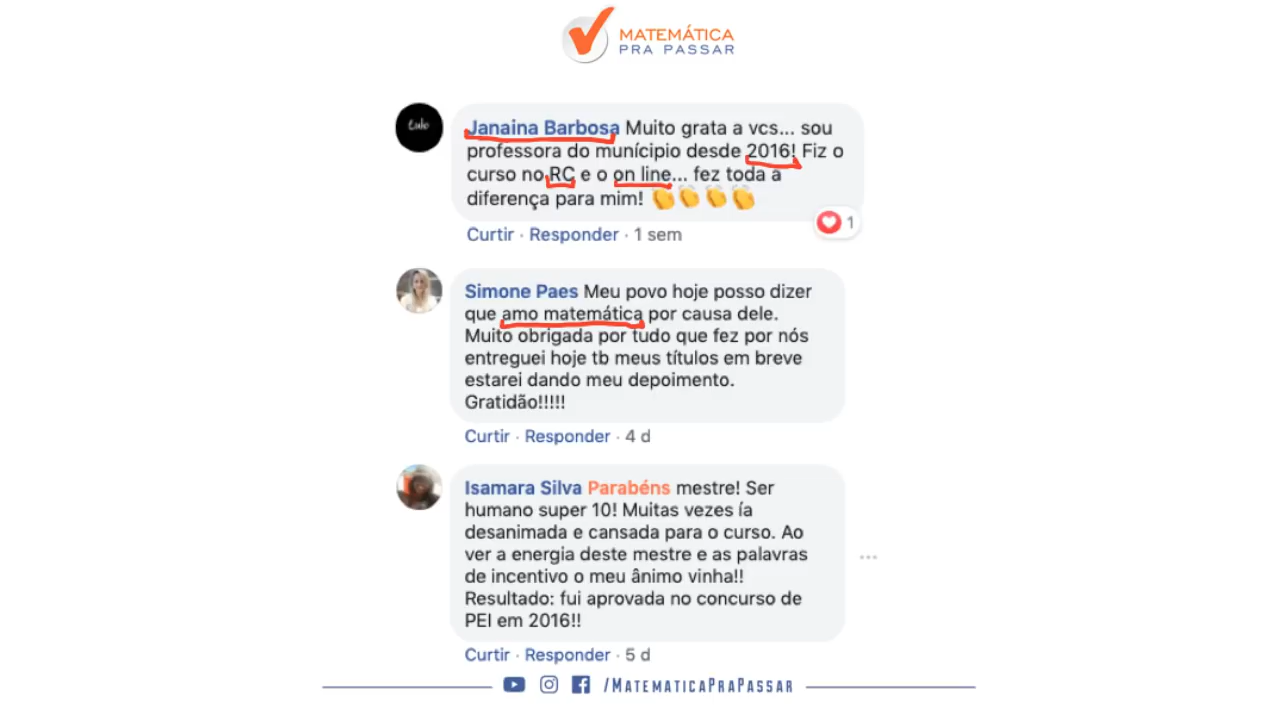 MATEMÁTICA
PRA PASSAR
Janaina Barbosa Muito grata a vcs... sou
professora do munícipio desde 2016! Fiz o
curso no RC e o on line... fez toda a
diferença para mim! 👏👏👏👏
1
Curtir · Responder · 1 sem
Simone Paes Meu povo hoje posso dizer
que amo matemática por causa dele.
Muito obrigada por tudo que fez por nós
entreguei hoje tb meus títulos em breve
estarei dando meu depoimento.
Gratidão!!!!!
Curtir · Responder · 4 d
Isamara Silva Parabéns mestre! Ser
humano super 10! Muitas vezes ía
desanimada e cansada para o curso. Ao
ver a energia deste mestre e as palavras
de incentivo o meu ânimo vinha!!
Resultado: fui aprovada no concurso de
PEI em 2016!!
Curtir · Responder · 5 d
/MATEMATICAPRAPASSAR